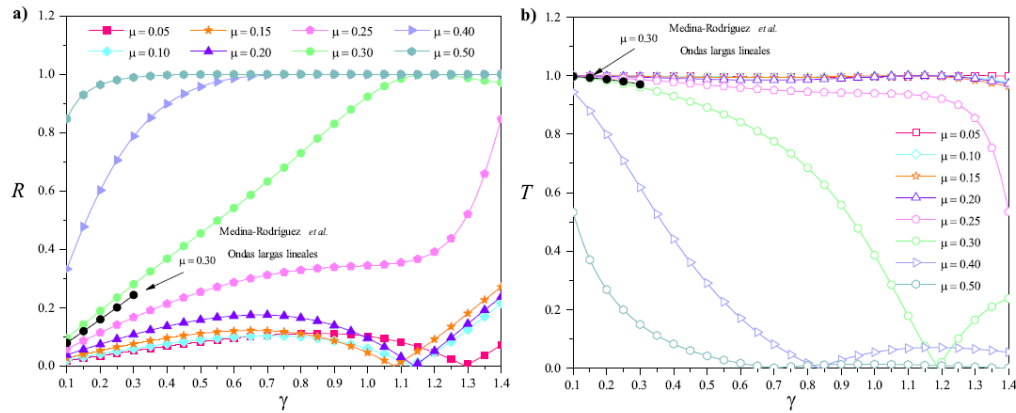 a)
μ = 0.05 μ = 0.15 μ = 0.25 μ = 0.40
μ = 0.10 μ = 0.20 μ = 0.30 μ = 0.50
1.0
0.8
0.6
0.4
0.2
0.0
R
Medina-Rodríguez et al.
Ondas largas lineales
μ = 0.30
0.1 0.2 0.3 0.4 0.5 0.6 0.7 0.8 0.9 1.0 1.1 1.2 1.3 1.4
γ
b)
Medina-Rodríguez et al.
μ = 0.30
Ondas largas lineales
1.2
1.0
0.8
0.6
0.4
0.2
0.0
T
μ = 0.05
μ = 0.10
μ = 0.15
μ = 0.20
μ = 0.25
μ = 0.30
μ = 0.40
μ = 0.50
0.1 0.2 0.3 0.4 0.5 0.6 0.7 0.8 0.9 1.0 1.1 1.2 1.3 1.4
γ